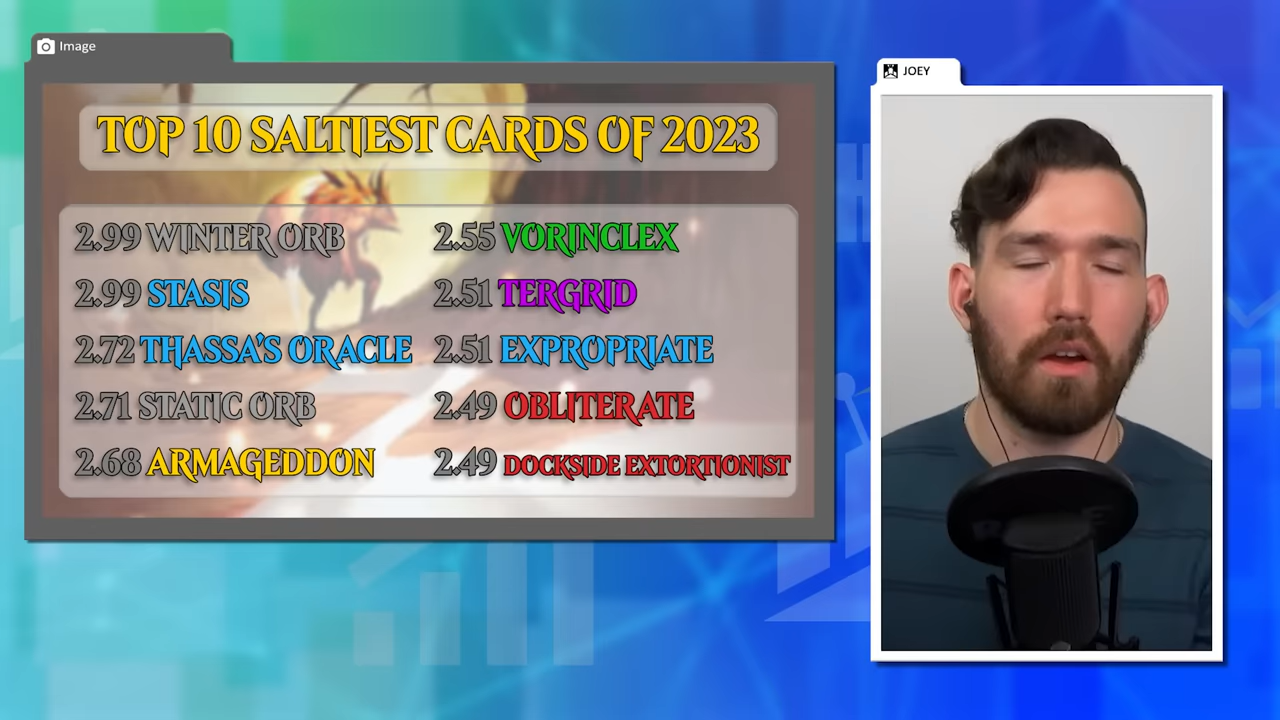 Image
JOEY
TOP 10 SALTIEST CARDS OF 2023
2.99 WINTER ORB
2.99 STASIS
2.72 THASSA'S ORACLE
2.71 STATIC ORB
2.68 ARMAGEDDON
2.55 VORINCLEX
2.51 TERGRID
2.51 EXPROPRIATE
2.49 OBLITERATE
2.49 DOCKSIDE EXTORTIONIST